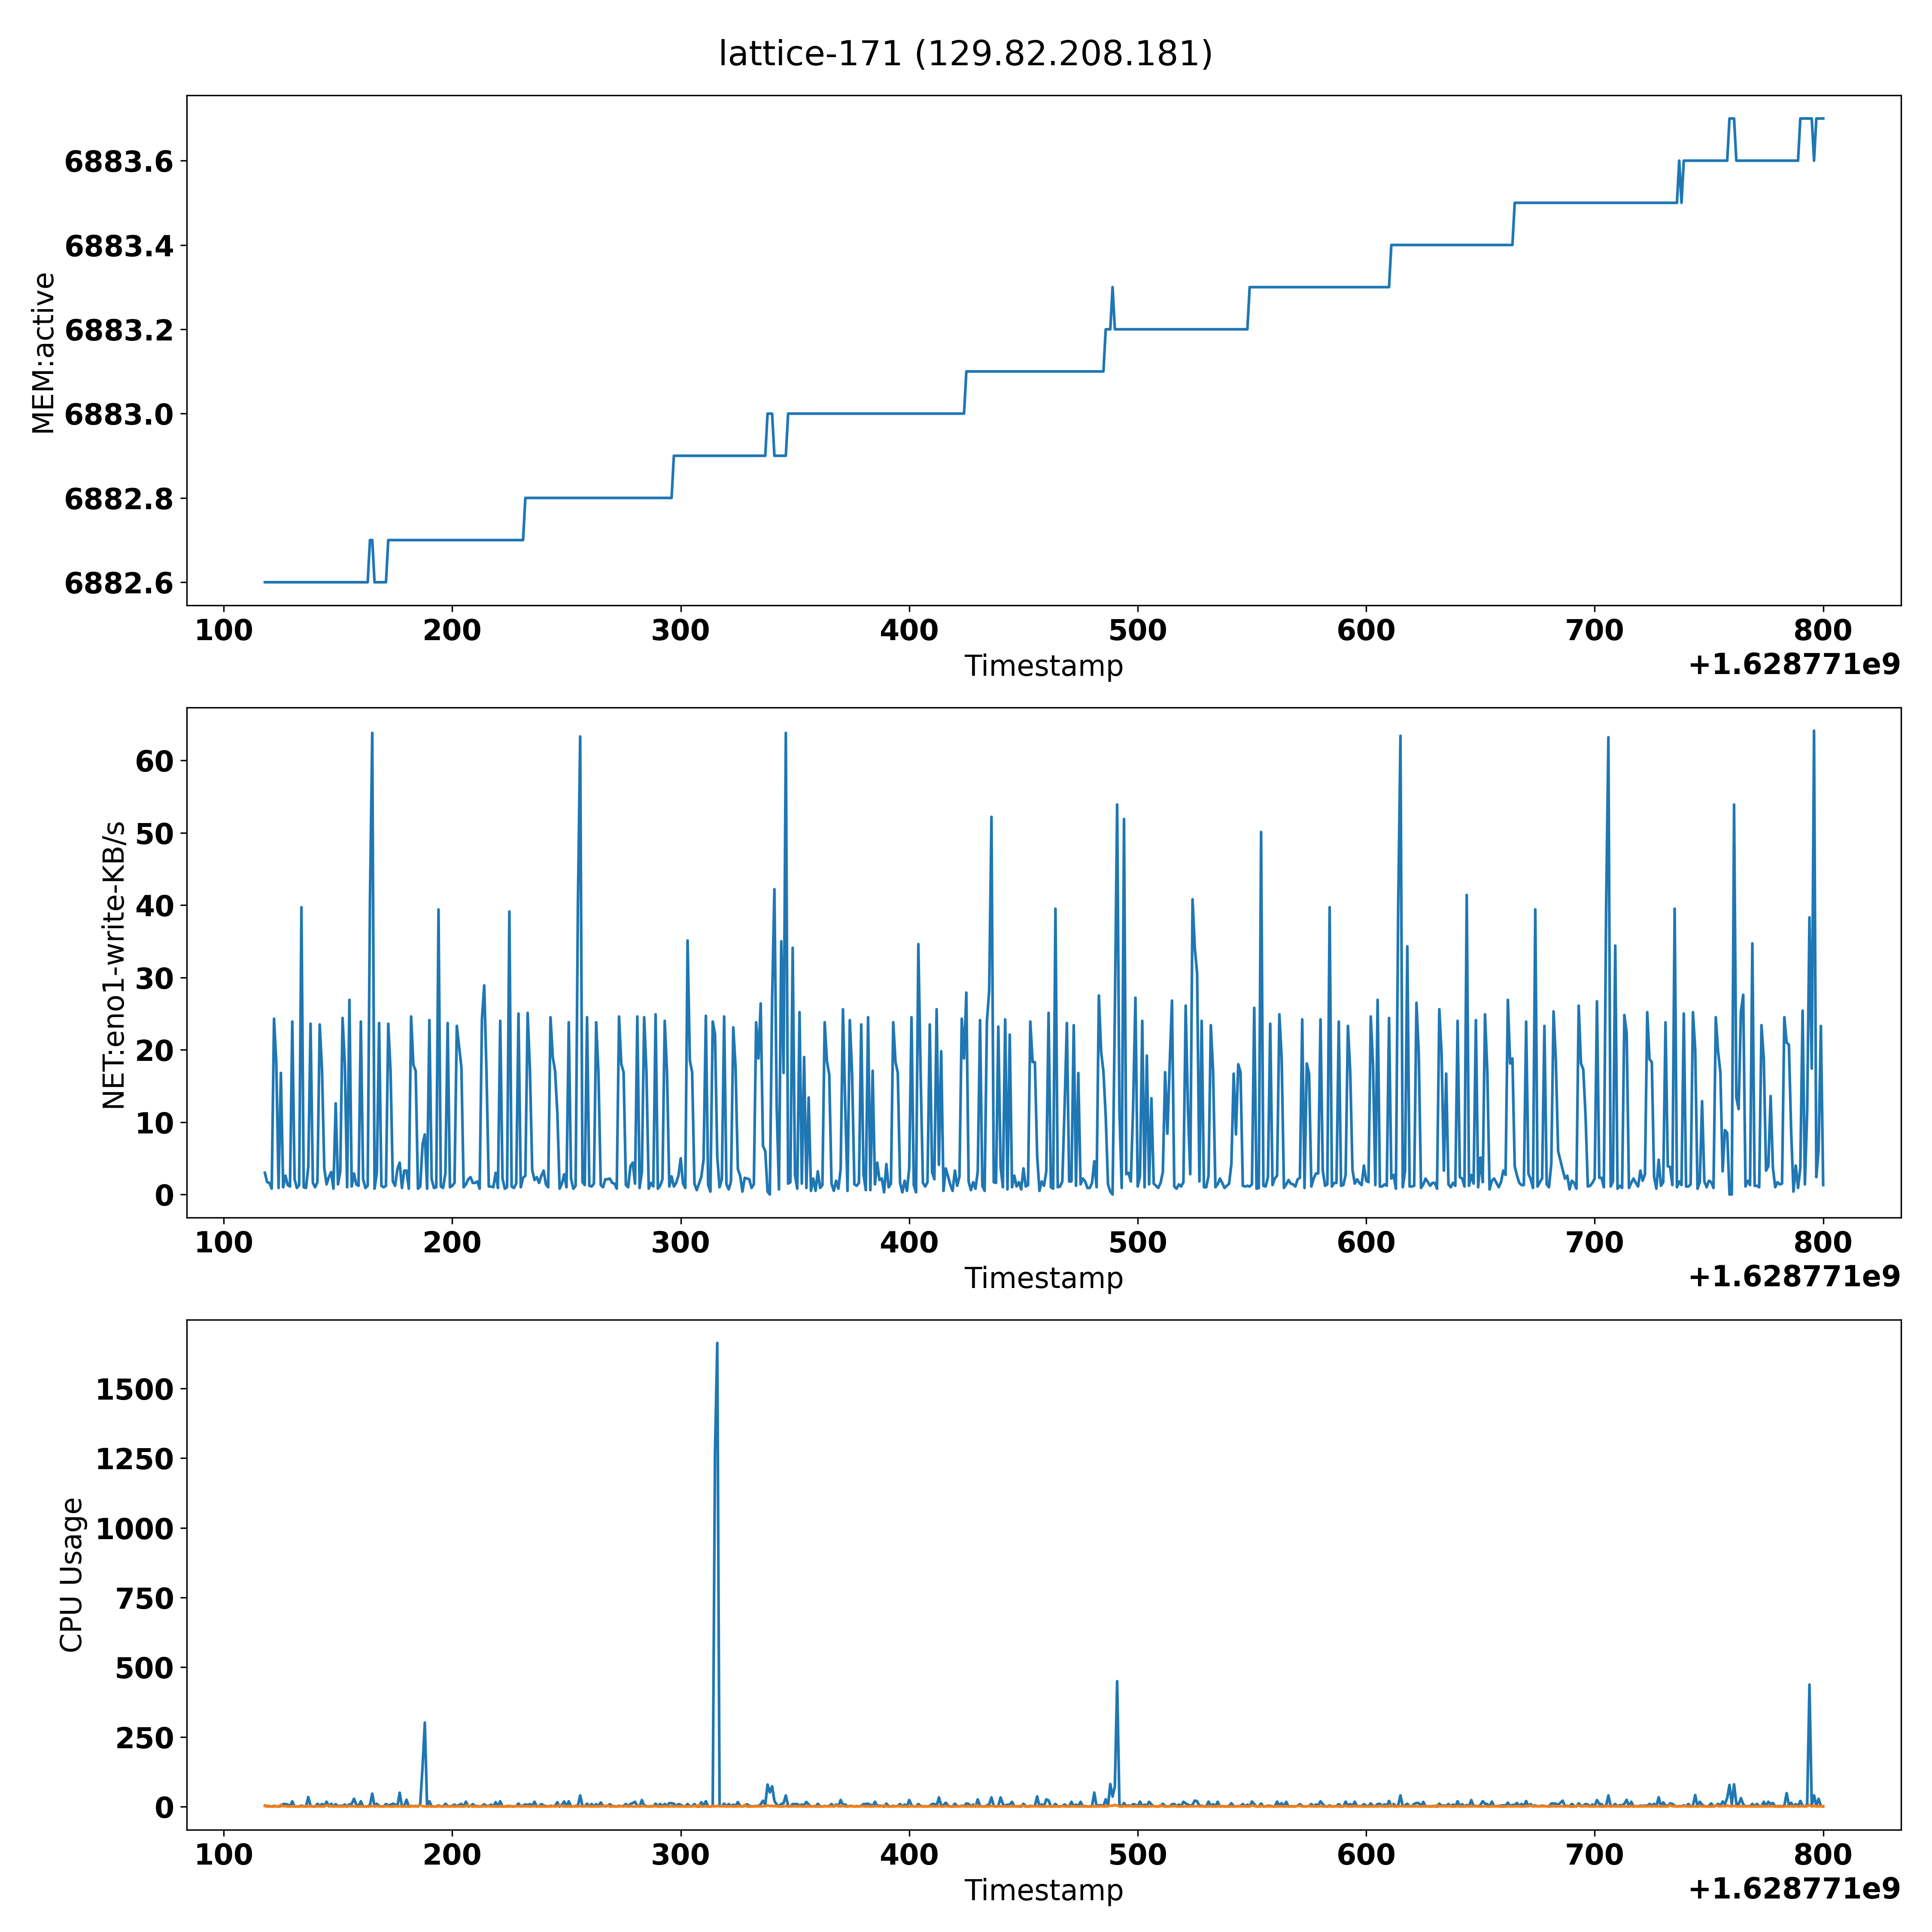 lattice-171 (129.82.208.181)
MEM:active
6883.6
6883.4
6883.2
6883.0
6882.8
6882.6
100 200 300 400 500 600 700 800
Timestamp
+1.628771e9
NET:eno1-write-KB/s
60
50
40
30
20
10
0
100 200 300 400 500 600 700 800
Timestamp
+1.628771e9
CPU Usage
1500
1250
1000
750
500
250
0
100 200 300 400 500 600 700 800
Timestamp
+1.628771e9